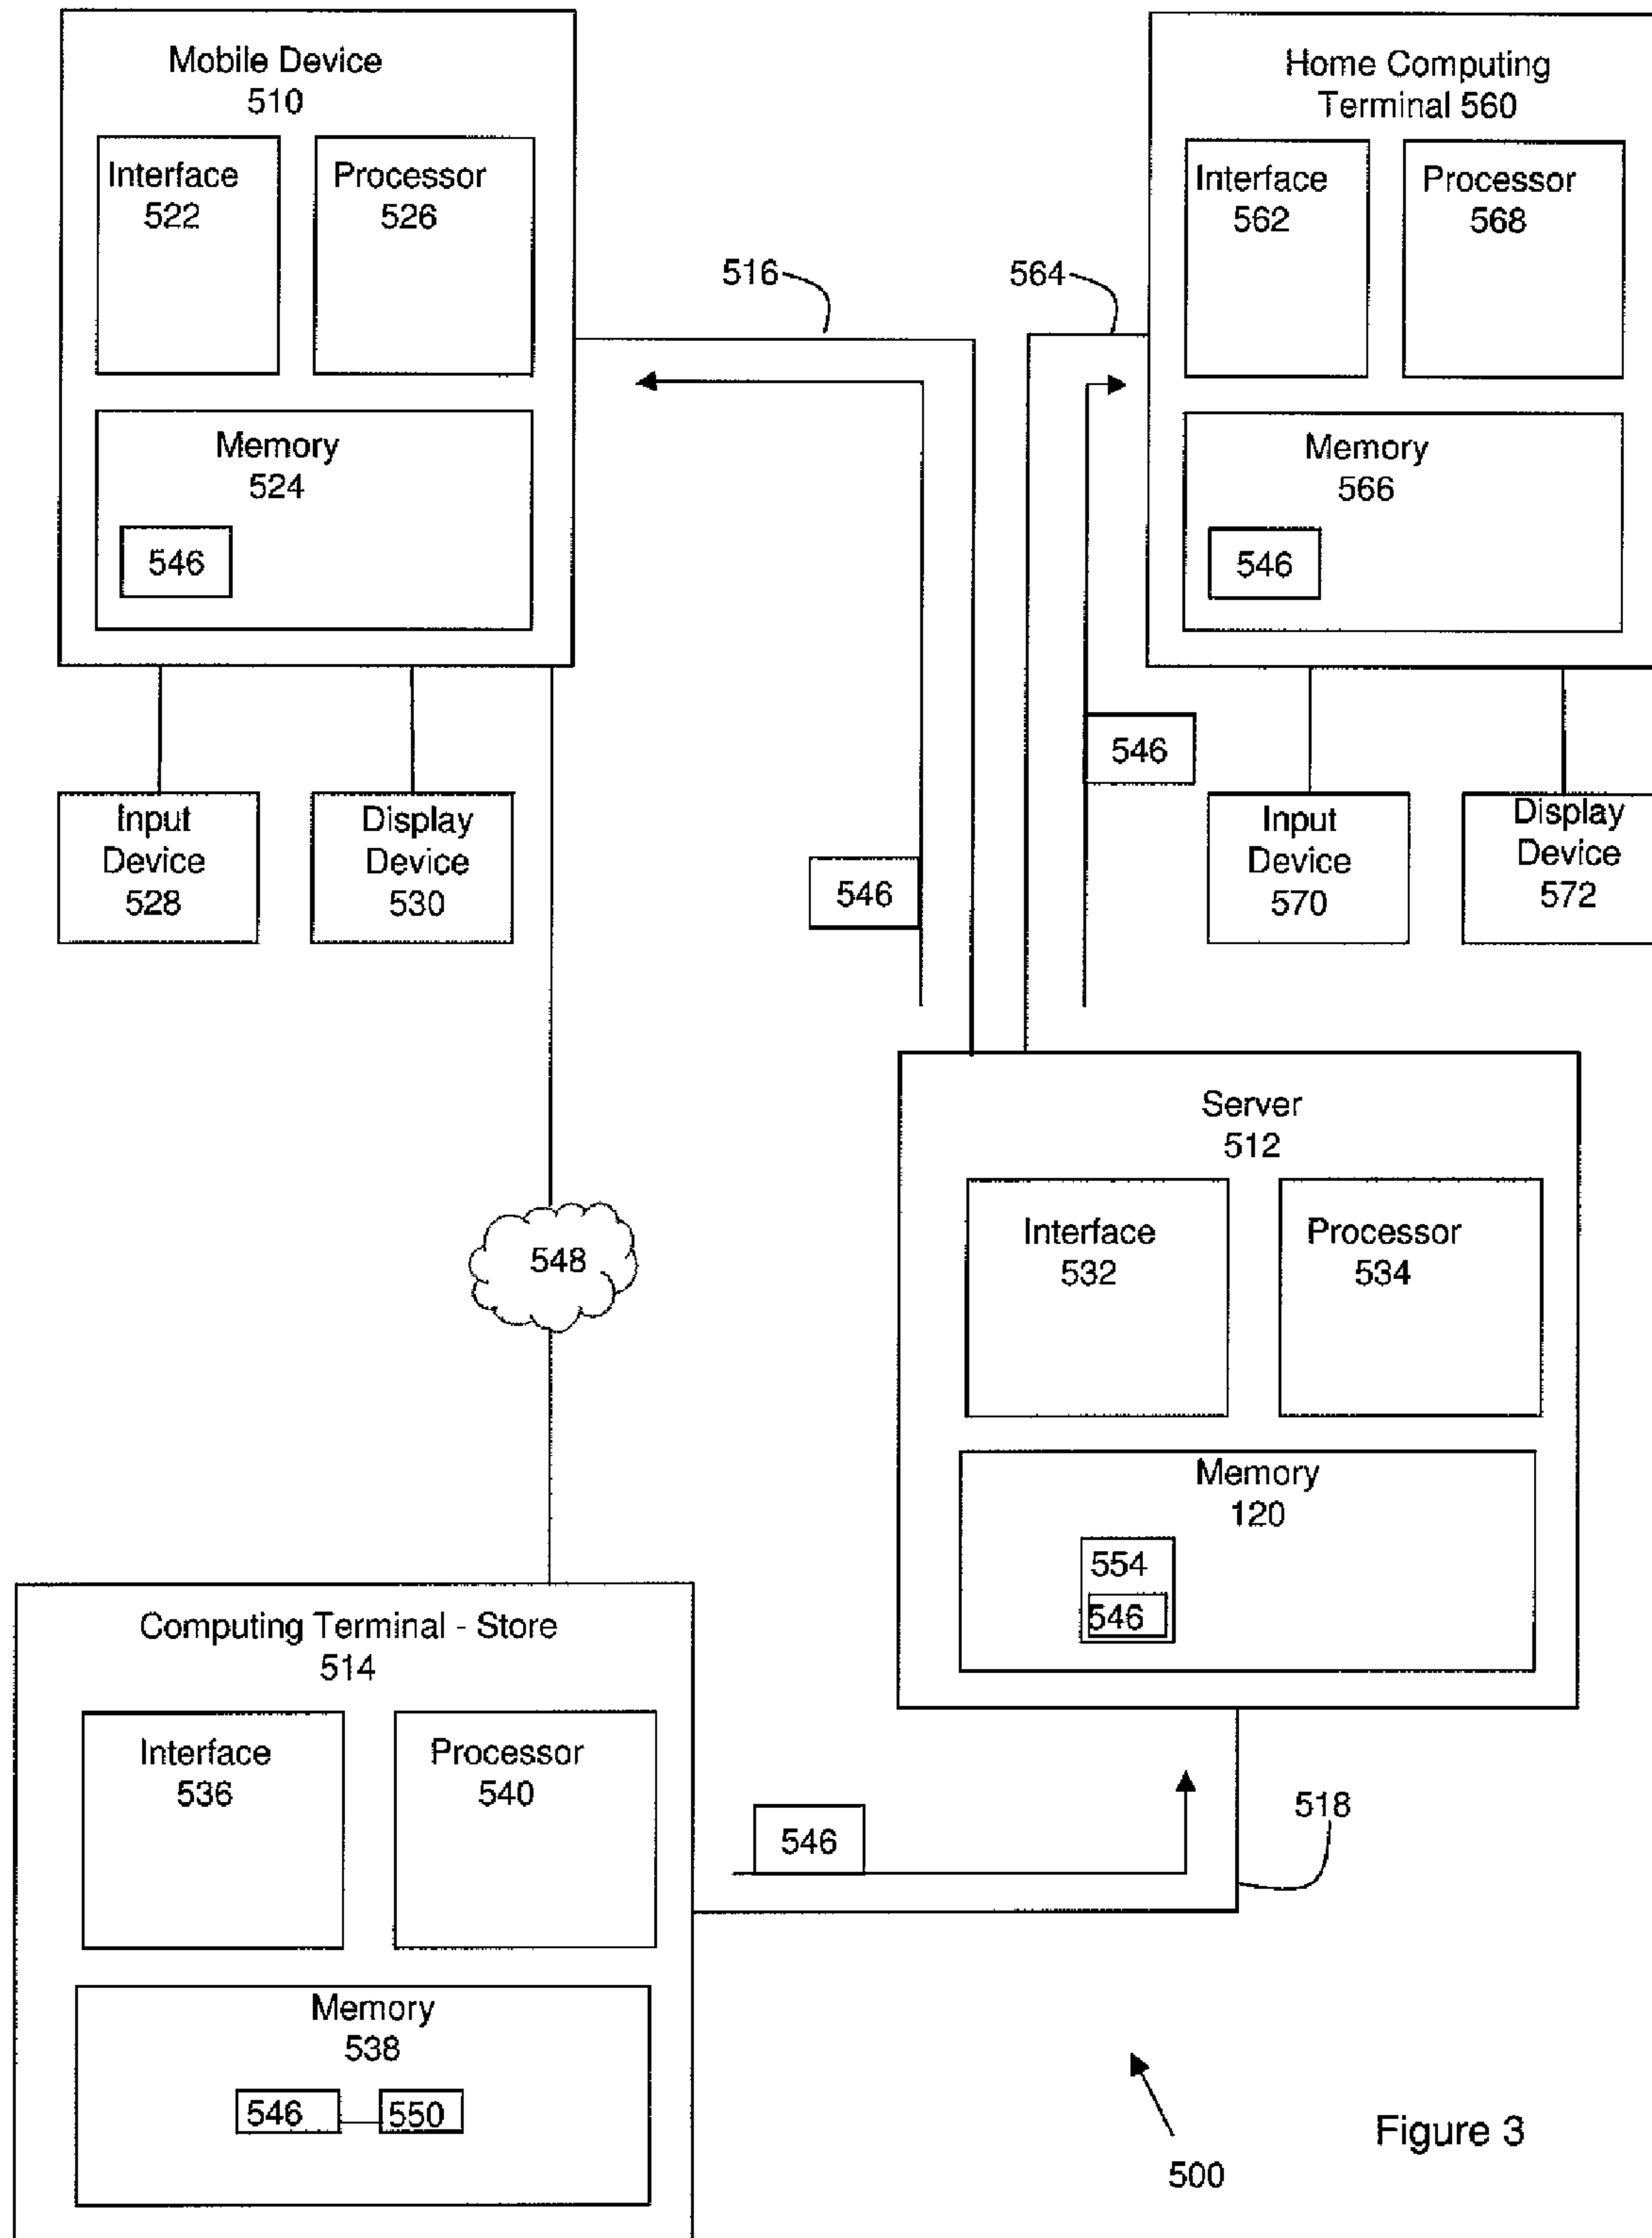 Mobile Device
510
Interface
522
Processor
526
Memory
524
546
Input
Device
528
Display
Device
530
516
564
Home Computing
Terminal 560
Interface
562
Processor
568
Memory
566
546
Input
Device
570
Display
Device
572
546
546
Server
512
Interface
532
Processor
534
Memory
120
554
546
548
Computing Terminal - Store
514
Interface
536
Processor
540
Memory
538
546
550
546
518
500
Figure 3